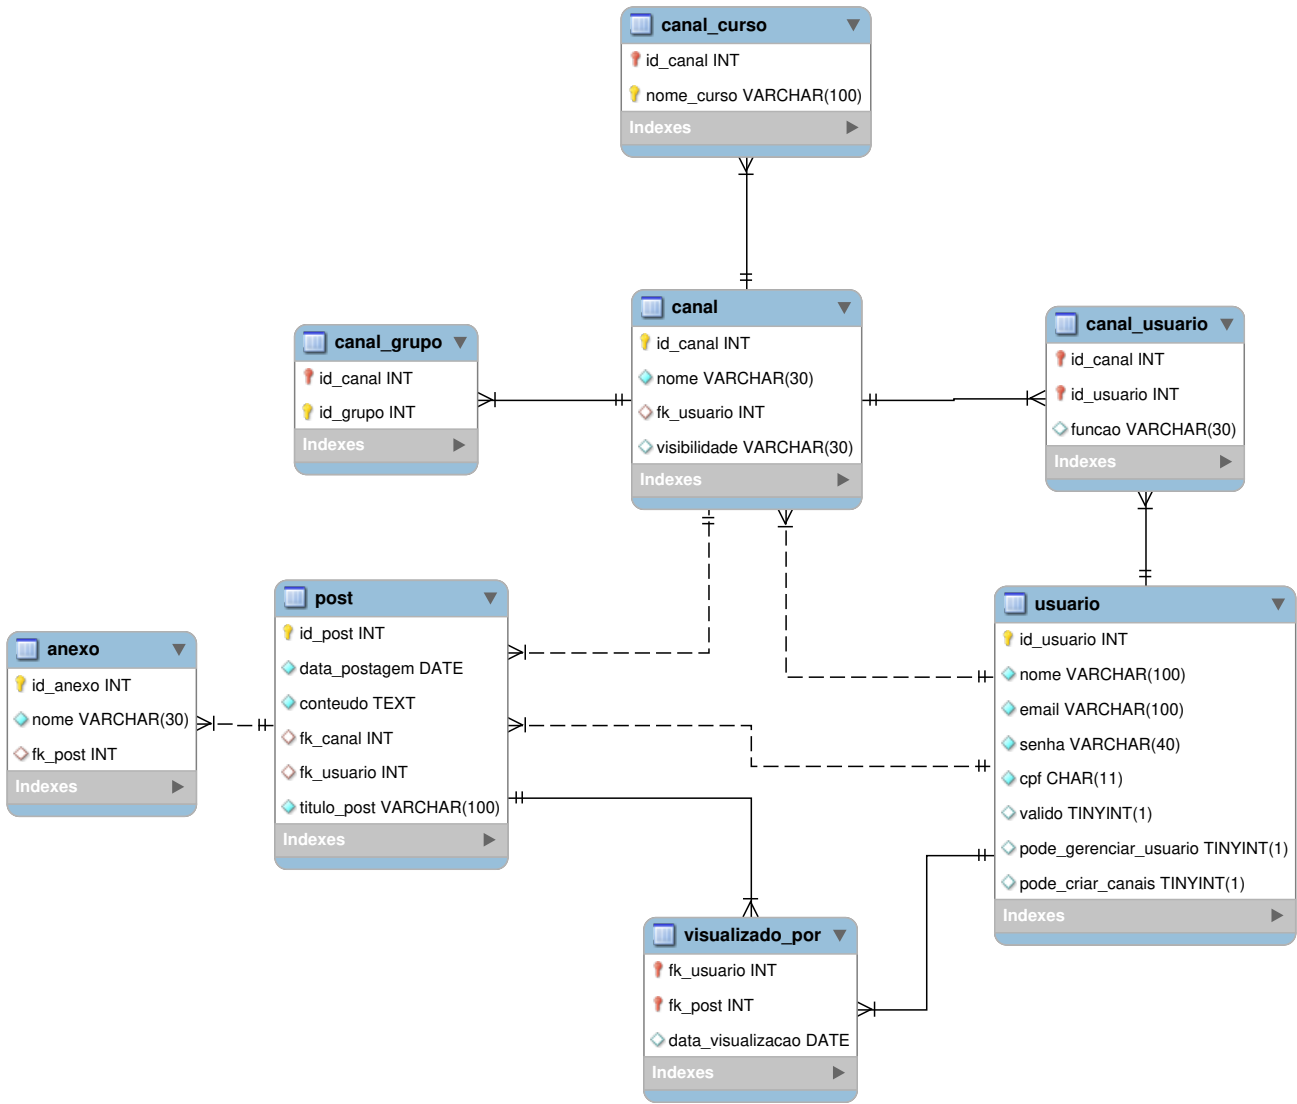 canal_curso
id_canal INT
nome_curso VARCHAR(100)
Indexes
canal
id_canal INT
nome VARCHAR(30)
fk_usuario INT
visibilidade VARCHAR(30)
Indexes
canal_grupo
id_canal INT
id_grupo INT
Indexes
canal_usuario
id_canal INT
id_usuario INT
funcao VARCHAR(30)
Indexes
post
id_post INT
data_postagem DATE
conteudo TEXT
fk_canal INT
fk_usuario INT
titulo_post VARCHAR(100)
Indexes
usuario
id_usuario INT
nome VARCHAR(100)
email VARCHAR(100)
senha VARCHAR(40)
cpf CHAR(11)
valido TINYINT(1)
pode_gerenciar_usuario TINYINT(1)
pode_criar_canais TINYINT(1)
Indexes
anexo
id_anexo INT
nome VARCHAR(30)
fk_post INT
Indexes
visualizado_por
fk_usuario INT
fk_post INT
data_visualizacao DATE
Indexes